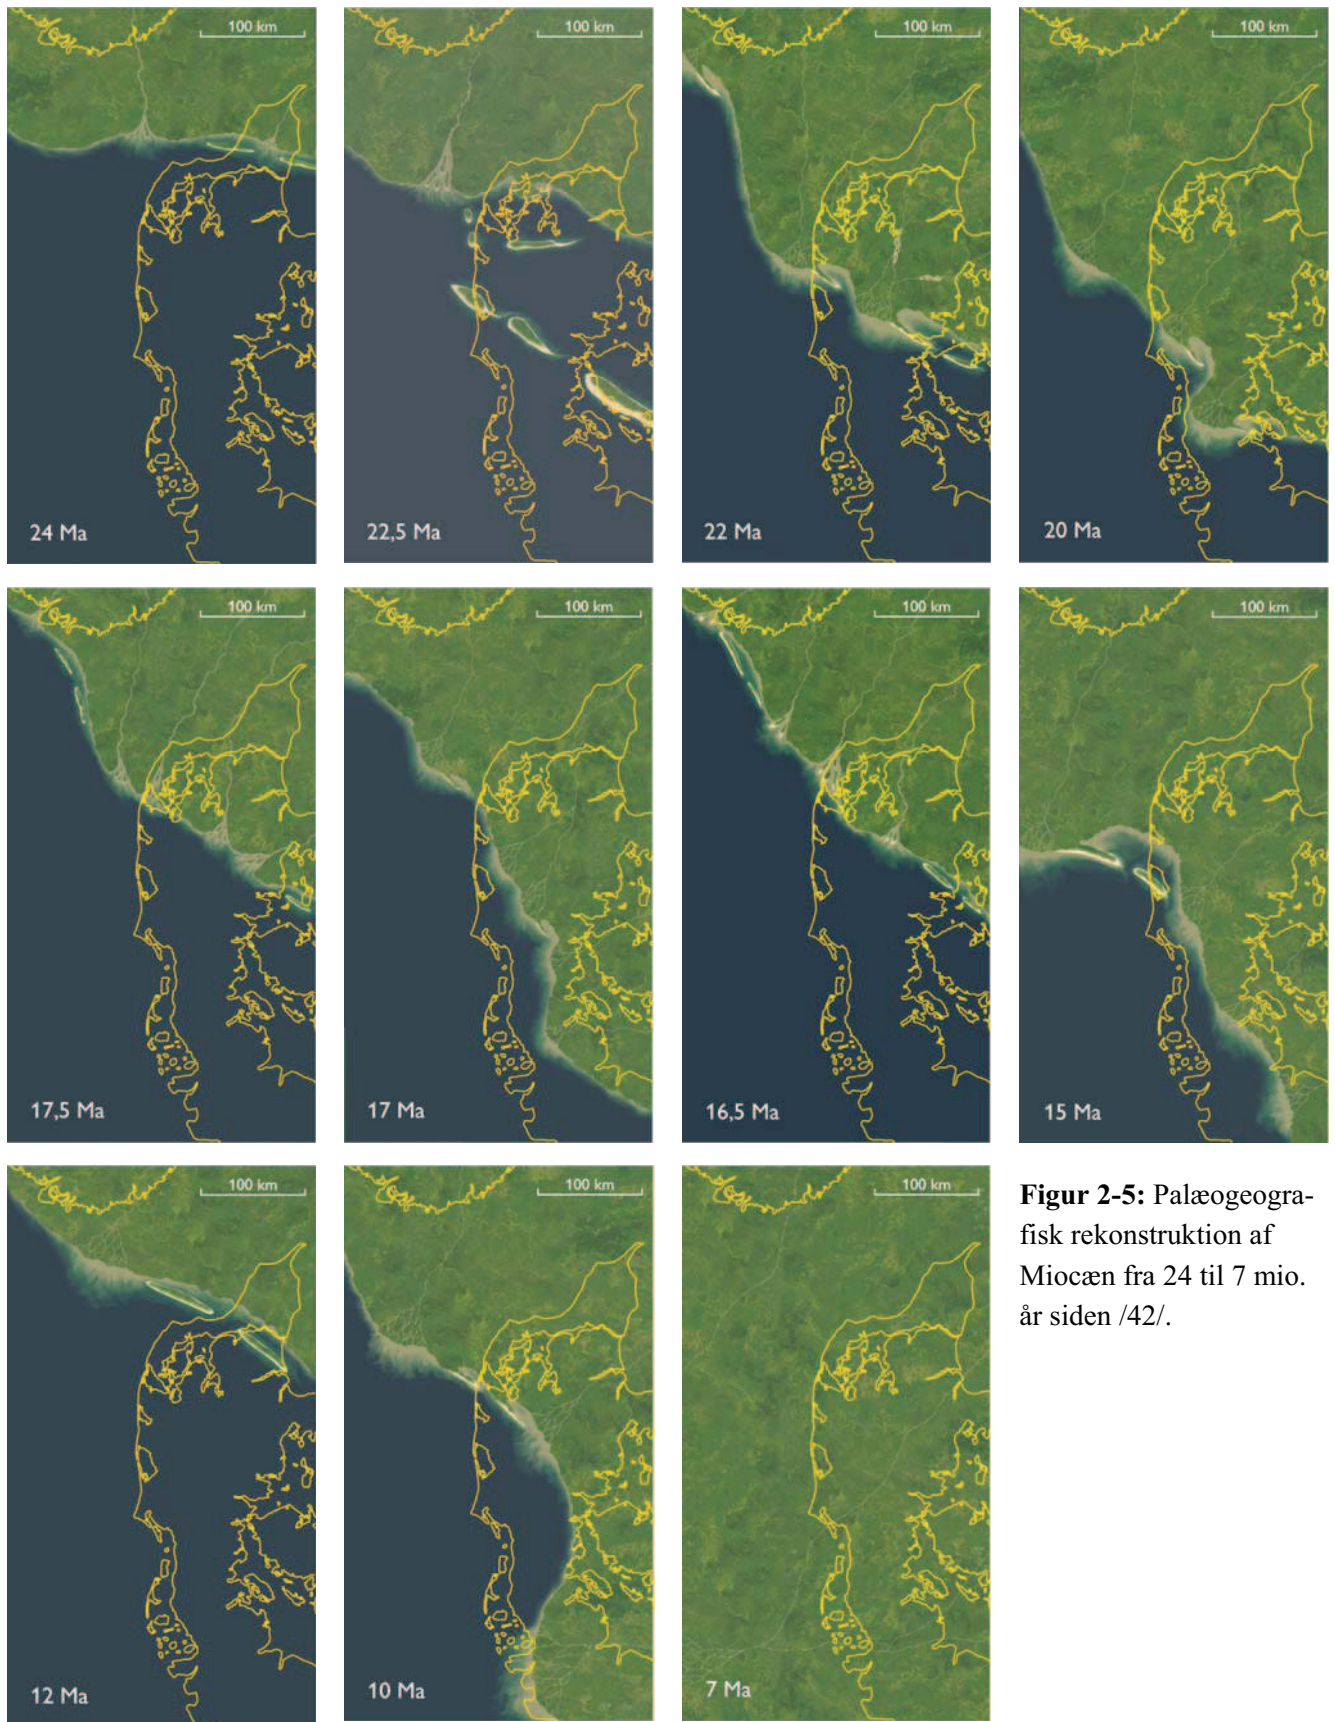 100 km
24 Ma
100 km
22,5 Ma
100 km
22 Ma
100 km
20 Ma
100 km
17,5 Ma
100 km
17 Ma
100 km
16,5 Ma
100 km
15 Ma
100 km
12 Ma
100 km
10 Ma
100 km
7 Ma
Figur 2-5: Palæogeogra-
fisk rekonstruktion af
Miocæn fra 24 til 7 mio.
år siden /42/.